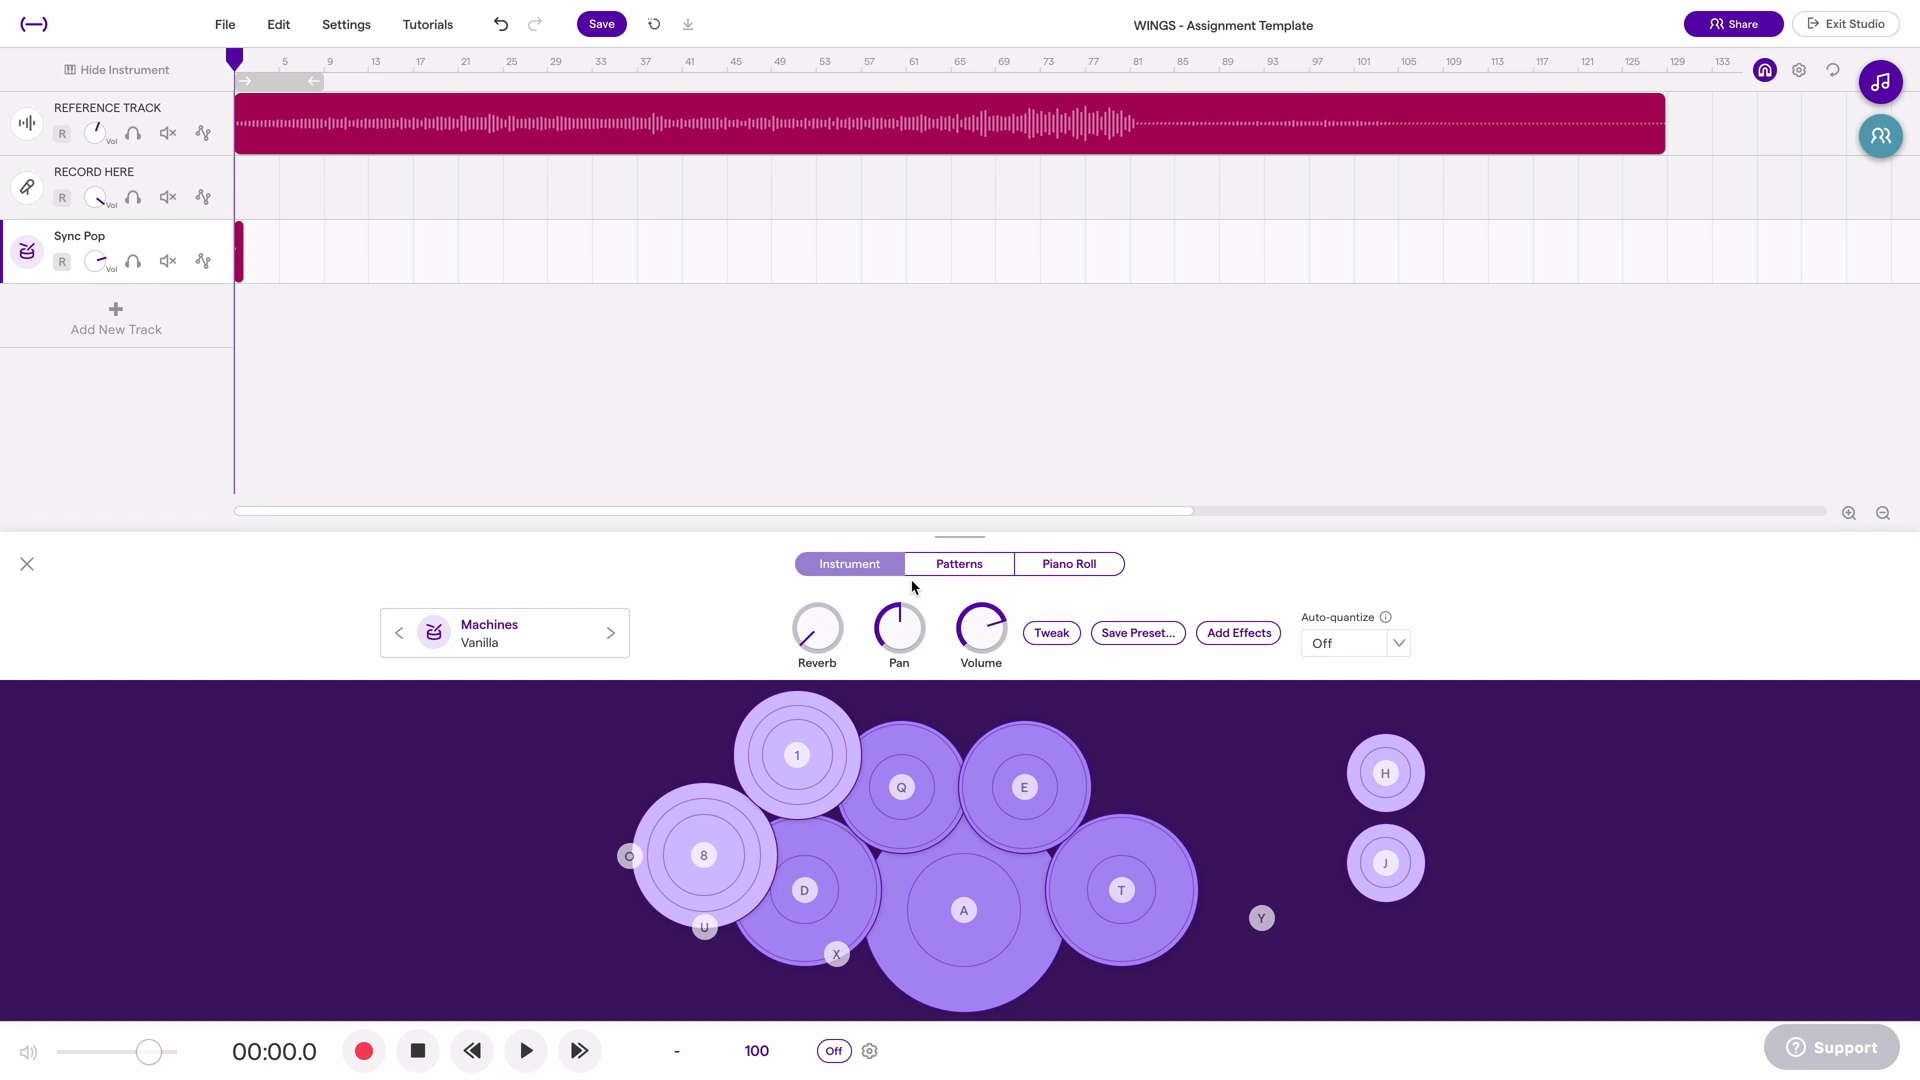 File Edit Settings Tutorials Save WINGS - Assignment Template Share Exit Studio
Hide Instrument 5 9 13 17 21 25 29 33 37 41 45 49 53 57 61 65 69 73 77 81 85 89 93 97 101 105 109 113 117 121 125 129 133
REFERENCE TRACK
R Vol
RECORD HERE
R Vol
Sync Pop
R Vol
Add New Track
Instrument Patterns Piano Roll
Machines
Vanilla
Reverb Pan Volume Tweak Save Preset... Add Effects
Auto-quantize
Off
1
Q E
H
O 8
D A T
J
U X Y
00:00.0 - 100 Off
Support